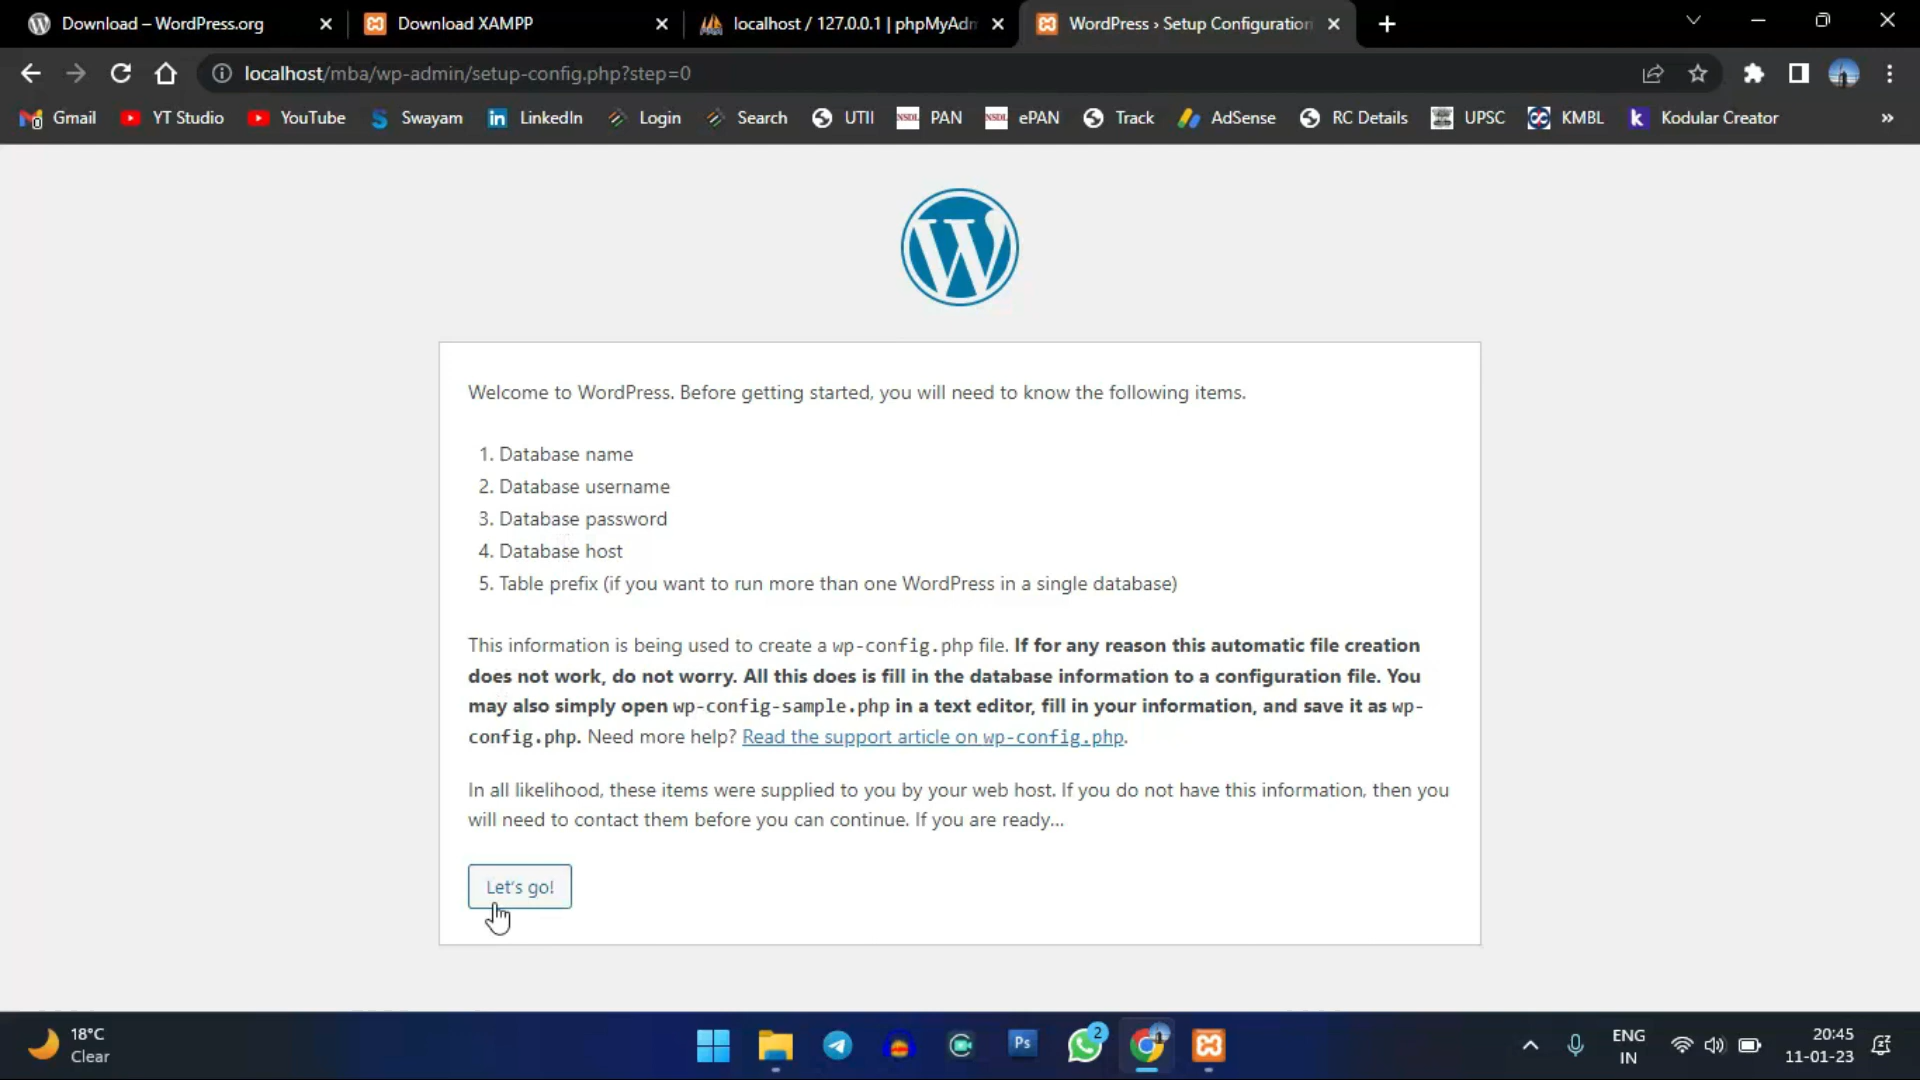 Download – WordPress.org
Download XAMPP
localhost / 127.0.0.1 | phpMyAdm
WordPress › Setup Configuration
localhost/mba/wp-admin/setup-config.php?step=0
Gmail
YT Studio
YouTube
Swayam
LinkedIn
Login
Search
UTII
NSDL PAN
NSDL ePAN
Track
AdSense
RC Details
UPSC
KMBL
Kodular Creator
Welcome to WordPress. Before getting started, you will need to know the following items.
1. Database name
2. Database username
3. Database password
4. Database host
5. Table prefix (if you want to run more than one WordPress in a single database)
This information is being used to create a wp-config.php file. If for any reason this automatic file creation
does not work, do not worry. All this does is fill in the database information to a configuration file. You
may also simply open wp-config-sample.php in a text editor, fill in your information, and save it as wp-
config.php. Need more help? Read the support article on wp-config.php.
In all likelihood, these items were supplied to you by your web host. If you do not have this information, then you
will need to contact them before you can continue. If you are ready...
Let's go!
18°C
Clear
Ps
2
ENG
IN
20:45
11-01-23